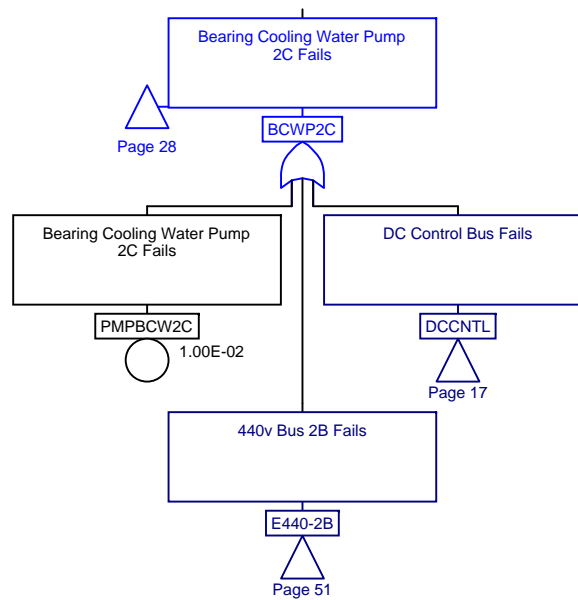 Bearing Cooling Water Pump
2C Fails
Page 28
BCWP2C
Bearing Cooling Water Pump
2C Fails
PMPBCW2C
1.00E-02
DC Control Bus Fails
DCCNTL
Page 17
440v Bus 2B Fails
E440-2B
Page 51